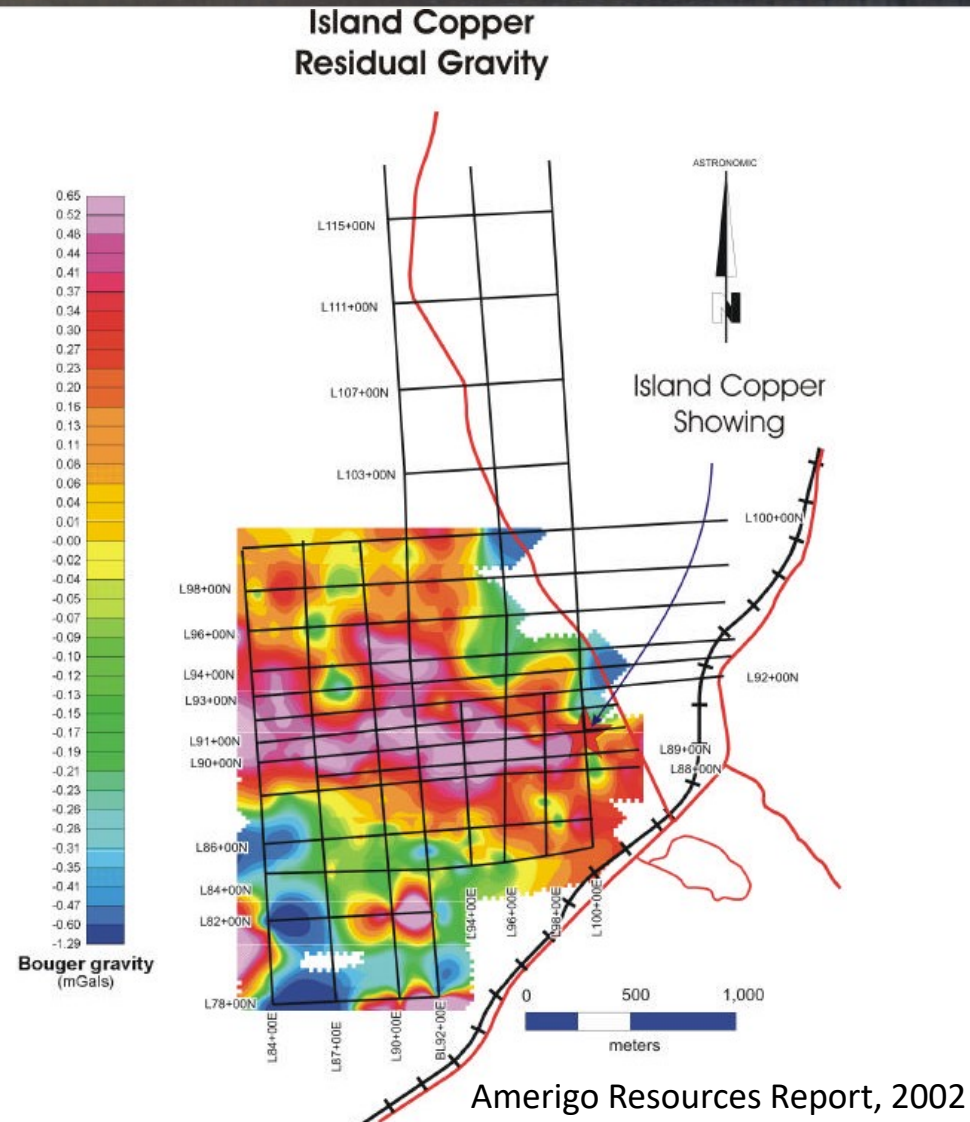 Island Copper
Residual Gravity
ASTRONOMIC
N
0.65
0.52
0.48
0.44
0.41
0.37
0.34
0.30
0.27
0.23
0.20
0.16
0.13
0.11
0.08
0.06
0.04
0.01
-0.00
-0.02
-0.04
-0.05
-0.07
-0.09
-0.10
-0.12
-0.13
-0.15
-0.17
-0.19
-0.21
-0.23
-0.26
-0.28
-0.31
-0.35
-0.41
-0.47
-0.60
-1.29
Bouger gravity
(mGals)
L115+00N
L111+00N
L107+00N
L103+00N
Island Copper
Showing
L100+00N
L98+00N
L96+00N
L94+00N
L93+00N
L92+00N
L91+00N
L90+00N
L89+00N
L88+00N
L86+00N
L84+00N
L82+00N
L78+00N
L84+00E
L87+00E
L90+00E
BL92+00E
L94+00E
L96+00E
L98+00E
L100+00E
0 500 1,000
meters
Amerigo Resources Report, 2002